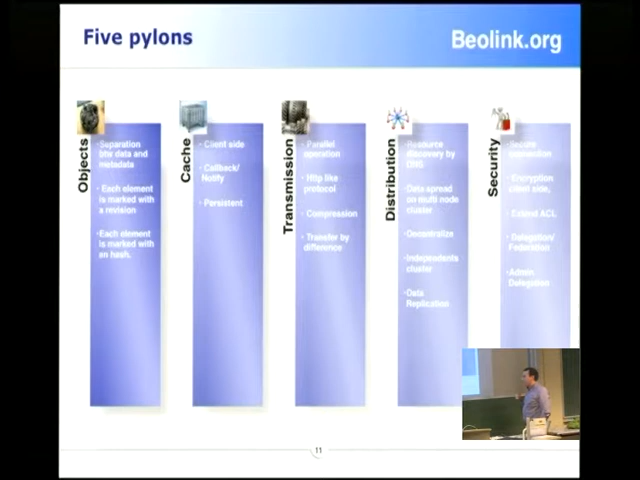 Five pylons
Beolink.org
Objects
·Separation
btw data and
metadata
·Each element
is marked with
a revision
·Each element
is marked with
an hash.
Cache
·Client side
·Callback/
Notify
·Persistent
Transmission
·Parallel
operation
·Http like
protocol
·Compression
·Transfer by
difference
Distribution
·Resource
discovery by
DNS
·Data spread
on multi node
cluster
·Decentralize
·Independents
cluster
·Data
Replication
Security
·Secure
·Encryption
client side,
·Extend ACL
·Delegation/
Federation
·Admin
Delegation
11